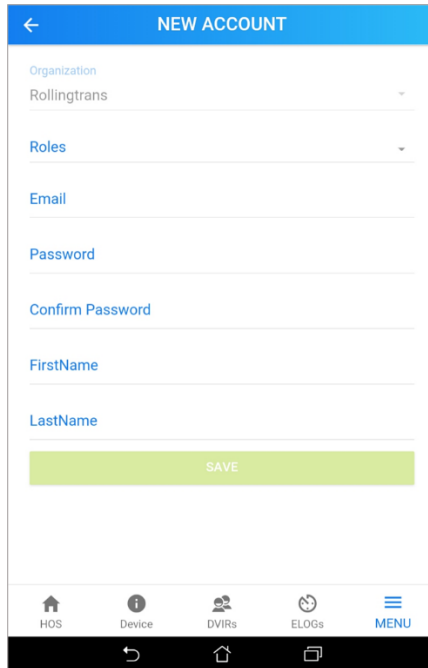 NEW ACCOUNT
Organization
Rollingtrans
Roles
Email
Password
Confirm Password
FirstName
LastName
SAVE
HOS Device DVIRs ELOGs MENU